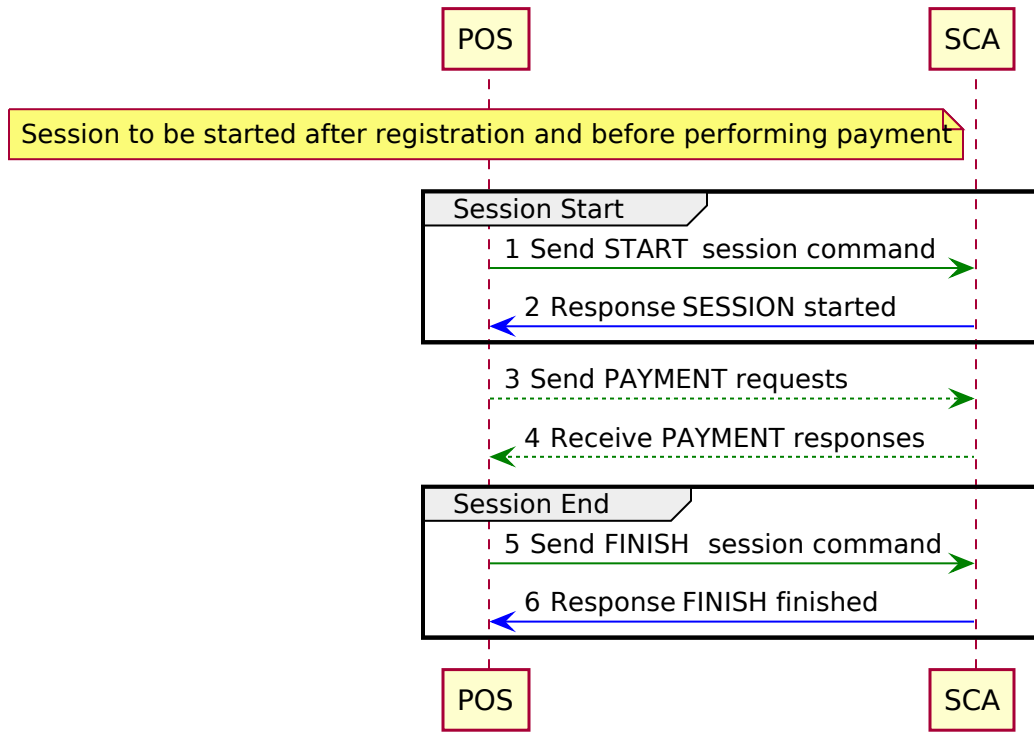 POS
SCA
Session to be started after registration and before performing payment
Session Start
1 Send START  session command
2 Response SESSION started
3 Send PAYMENT requests
4 Receive PAYMENT responses
Session End
5 Send FINISH  session command
6 Response FINISH finished
POS
SCA